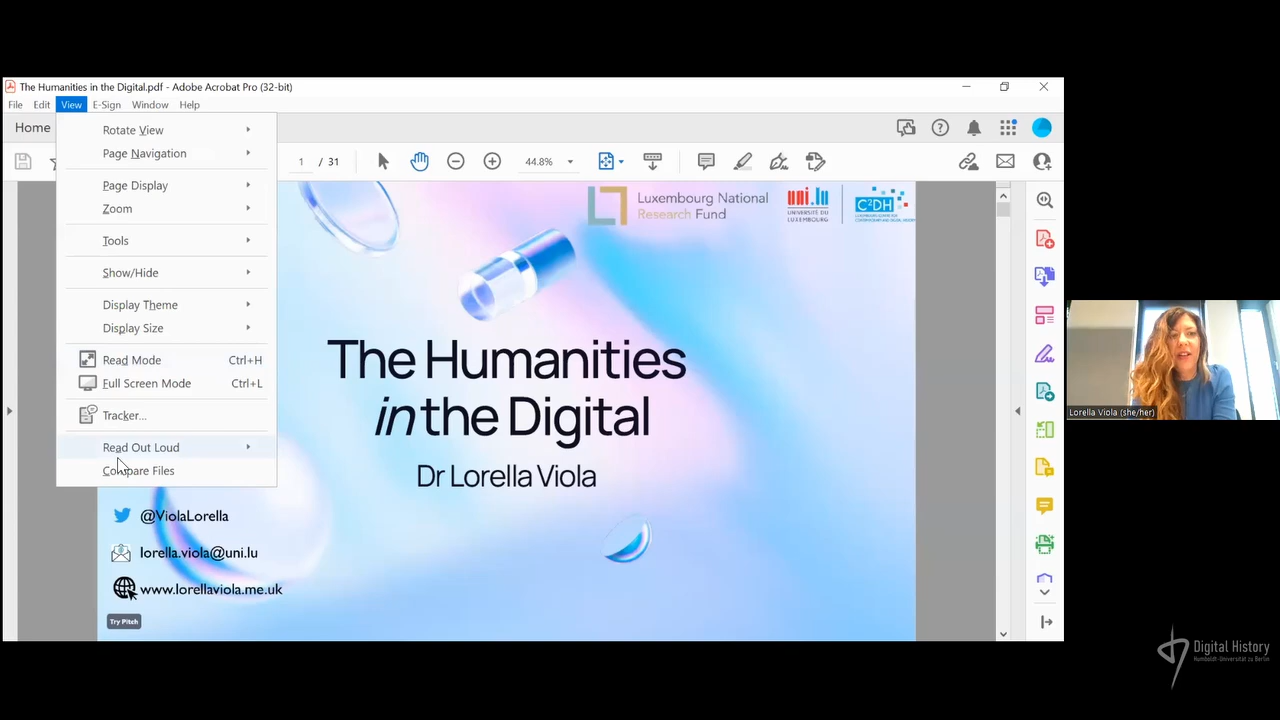 The Humanities in the Digital.pdf - Adobe Acrobat Pro (32-bit)
File Edit View E-Sign Window Help
Home
1 / 31
44.8%
Rotate View
Page Navigation
Page Display
Zoom
Tools
Show/Hide
Display Theme
Display Size
Read Mode Ctrl+H
Full Screen Mode Ctrl+L
Tracker...
Read Out Loud
Compare Files
Luxembourg National
Research Fund
uni.lu
UNIVERSITÉ DU
LUXEMBOURG
C²DH
The Humanities
in the Digital
Dr Lorella Viola
@ViolaLorella
lorella.viola@uni.lu
www.lorellaviola.me.uk
Try Pitch
Lorella Viola (she/her)
Digital History
Humboldt-Universität zu Berlin